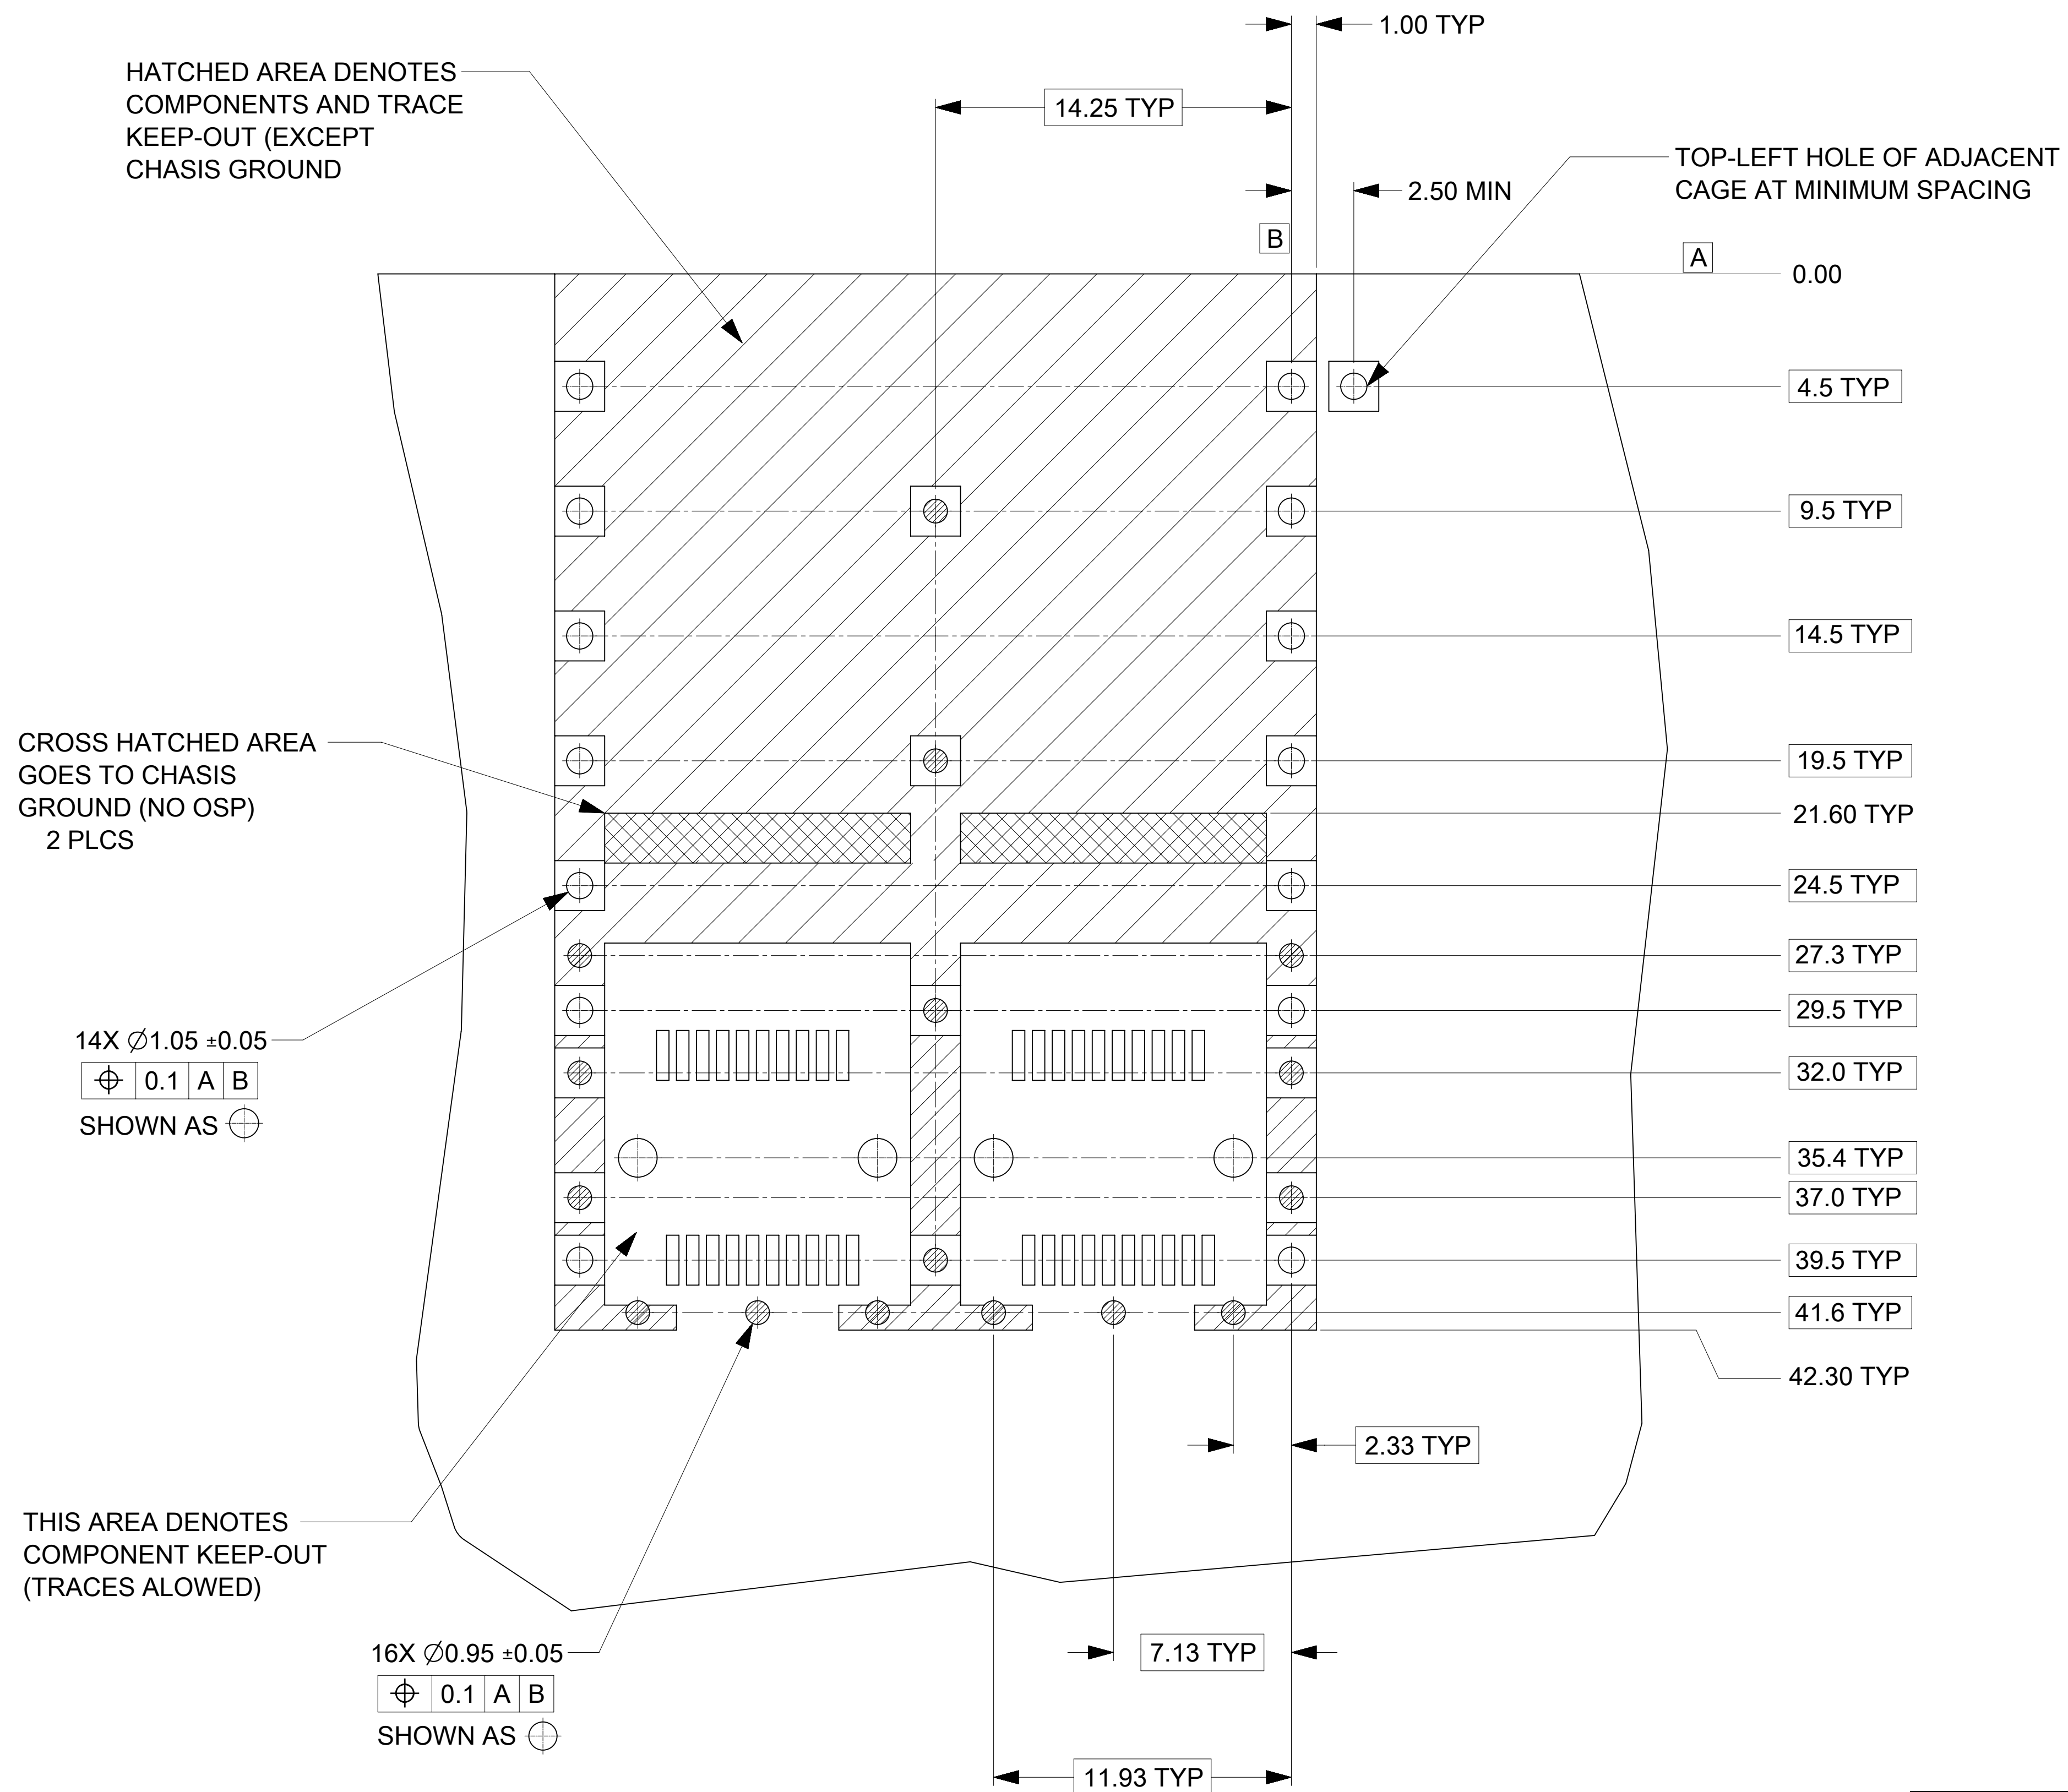 1.00 TYP
HATCHED AREA DENOTES
COMPONENTS AND TRACE
KEEP-OUT (EXCEPT
CHASIS GROUND
14.25 TYP
TOP-LEFT HOLE OF ADJACENT
CAGE AT MINIMUM SPACING
2.50 MIN
B
A
0.00
4.5 TYP
9.5 TYP
14.5 TYP
CROSS HATCHED AREA
GOES TO CHASIS
GROUND (NO OSP)
2 PLCS
19.5 TYP
21.60 TYP
24.5 TYP
27.3 TYP
29.5 TYP
14X ∅1.05 ±0.05
⌖ 0.1 A B
SHOWN AS
32.0 TYP
35.4 TYP
37.0 TYP
39.5 TYP
41.6 TYP
42.30 TYP
2.33 TYP
THIS AREA DENOTES
COMPONENT KEEP-OUT
(TRACES ALOWED)
16X ∅0.95 ±0.05
⌖ 0.1 A B
SHOWN AS
7.13 TYP
11.93 TYP